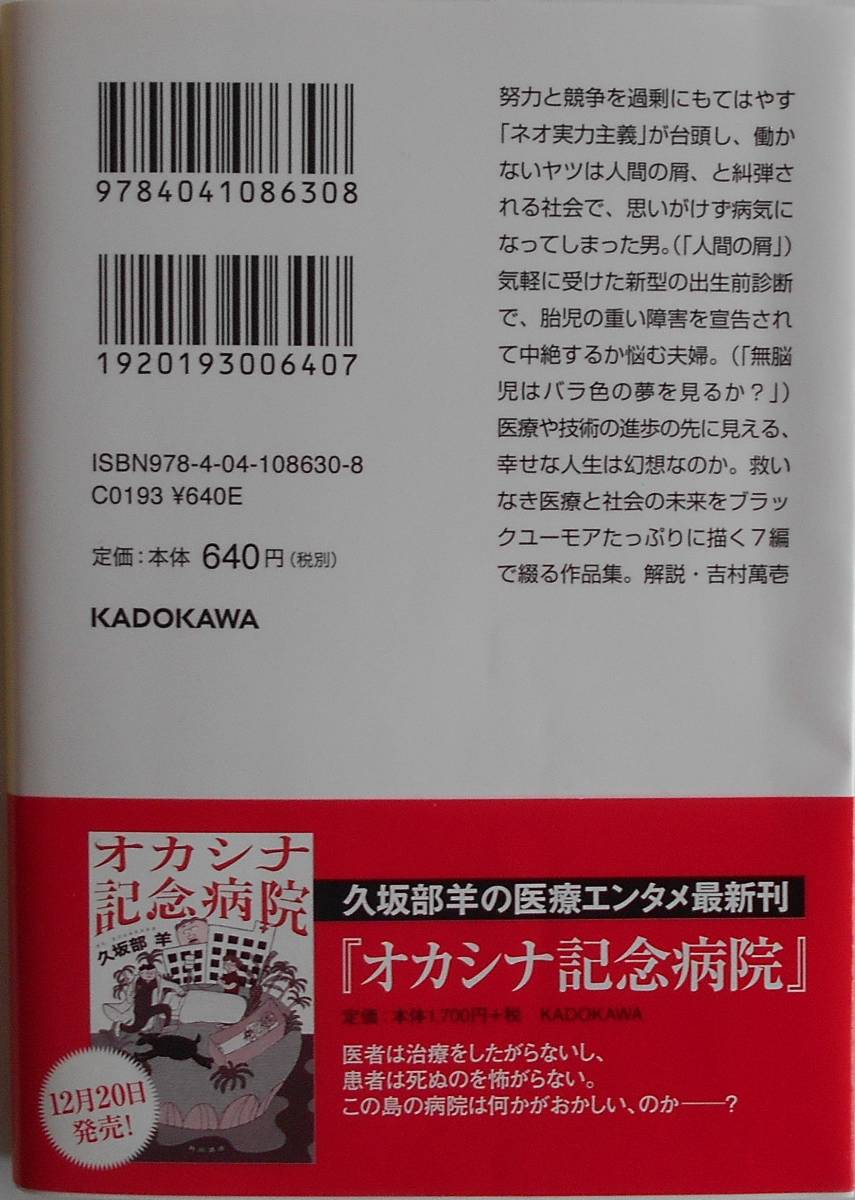 9784041086308
1920193006407
ISBN978-4-04-108630-8
C0193 ¥640E
定価：本体 640円（税別）
KADOKAWA
努力と競争を過剰にもてはやす
「ネオ実力主義」が台頭し、働か
ないヤツは人間の屑、と糾弾さ
れる社会で、思いがけず病気に
なってしまった男。（「人間の屑」）
気軽に受けた新型の出生前診断
で、胎児の重い障害を宣告され
て中絶するか悩む夫婦。（「無脳
児はバラ色の夢を見るか？」）
医療や技術の進歩の先に見える、
幸せな人生は幻想なのか。救い
なき医療と社会の未来をブラッ
クユーモアたっぷりに描く7編
で綴る作品集。解説・吉村萬壱
オカシナ
記念病院
久坂部 羊
12月20日
発売！
久坂部羊の医療エンタメ最新刊
『オカシナ記念病院』
定価：本体1,700円＋税 KADOKAWA
医者は治療をしたがらないし、
患者は死ぬのを怖がらない。
この島の病院は何かがおかしい、のか――？